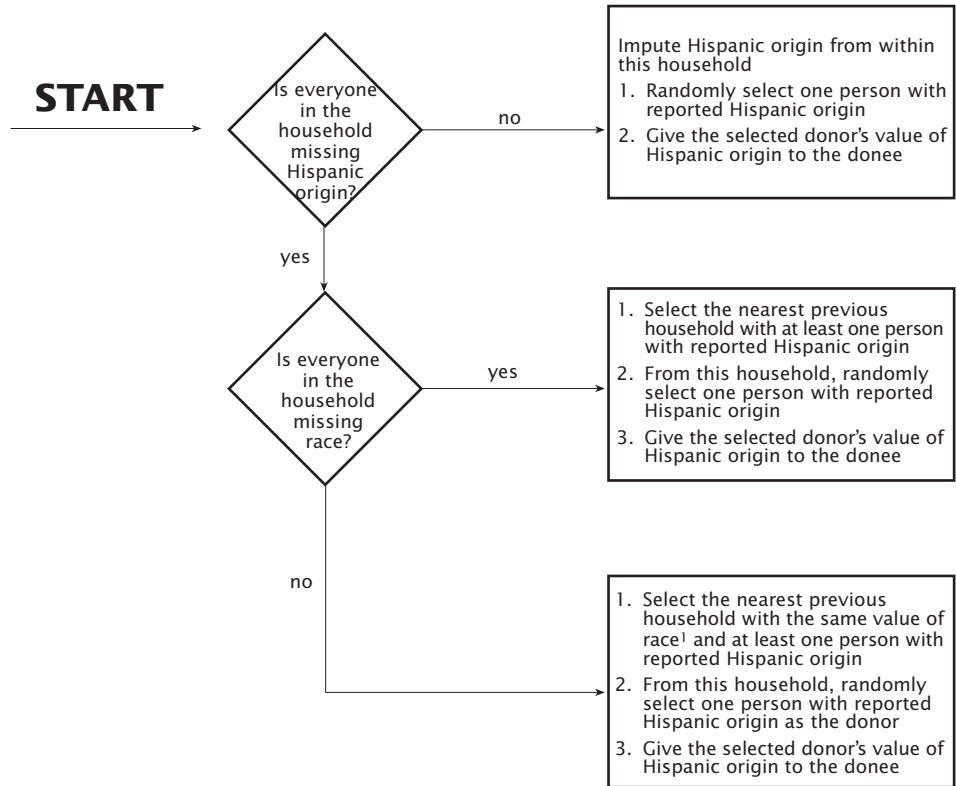 START
Is everyone
in the
household
missing
Hispanic
origin?
no
Impute Hispanic origin from within
this household
1. Randomly select one person with
reported Hispanic origin
2. Give the selected donor’s value of
Hispanic origin to the donee
yes
Is everyone
in the
household
missing
race?
yes
1. Select the nearest previous
household with at least one person
with reported Hispanic origin
2. From this household, randomly
select one person with reported
Hispanic origin
3. Give the selected donor’s value of
Hispanic origin to the donee
no
1. Select the nearest previous
household with the same value of
race¹ and at least one person with
reported Hispanic origin
2. From this household, randomly
select one person with reported
Hispanic origin as the donor
3. Give the selected donor’s value of
Hispanic origin to the donee